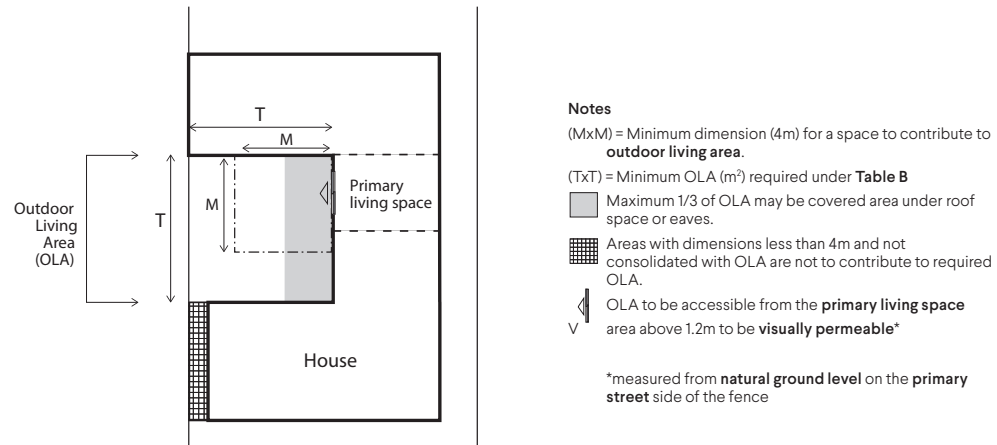 T
M
M
T
Primary
living space
Outdoor
Living
Area
(OLA)
House
Notes
(MxM) = Minimum dimension (4m) for a space to contribute to
outdoor living area.
(TxT) = Minimum OLA (m²) required under Table B
Maximum 1/3 of OLA may be covered area under roof
space or eaves.
Areas with dimensions less than 4m and not
consolidated with OLA are not to contribute to required
OLA.
OLA to be accessible from the primary living space
V area above 1.2m to be visually permeable*
*measured from natural ground level on the primary
street side of the fence